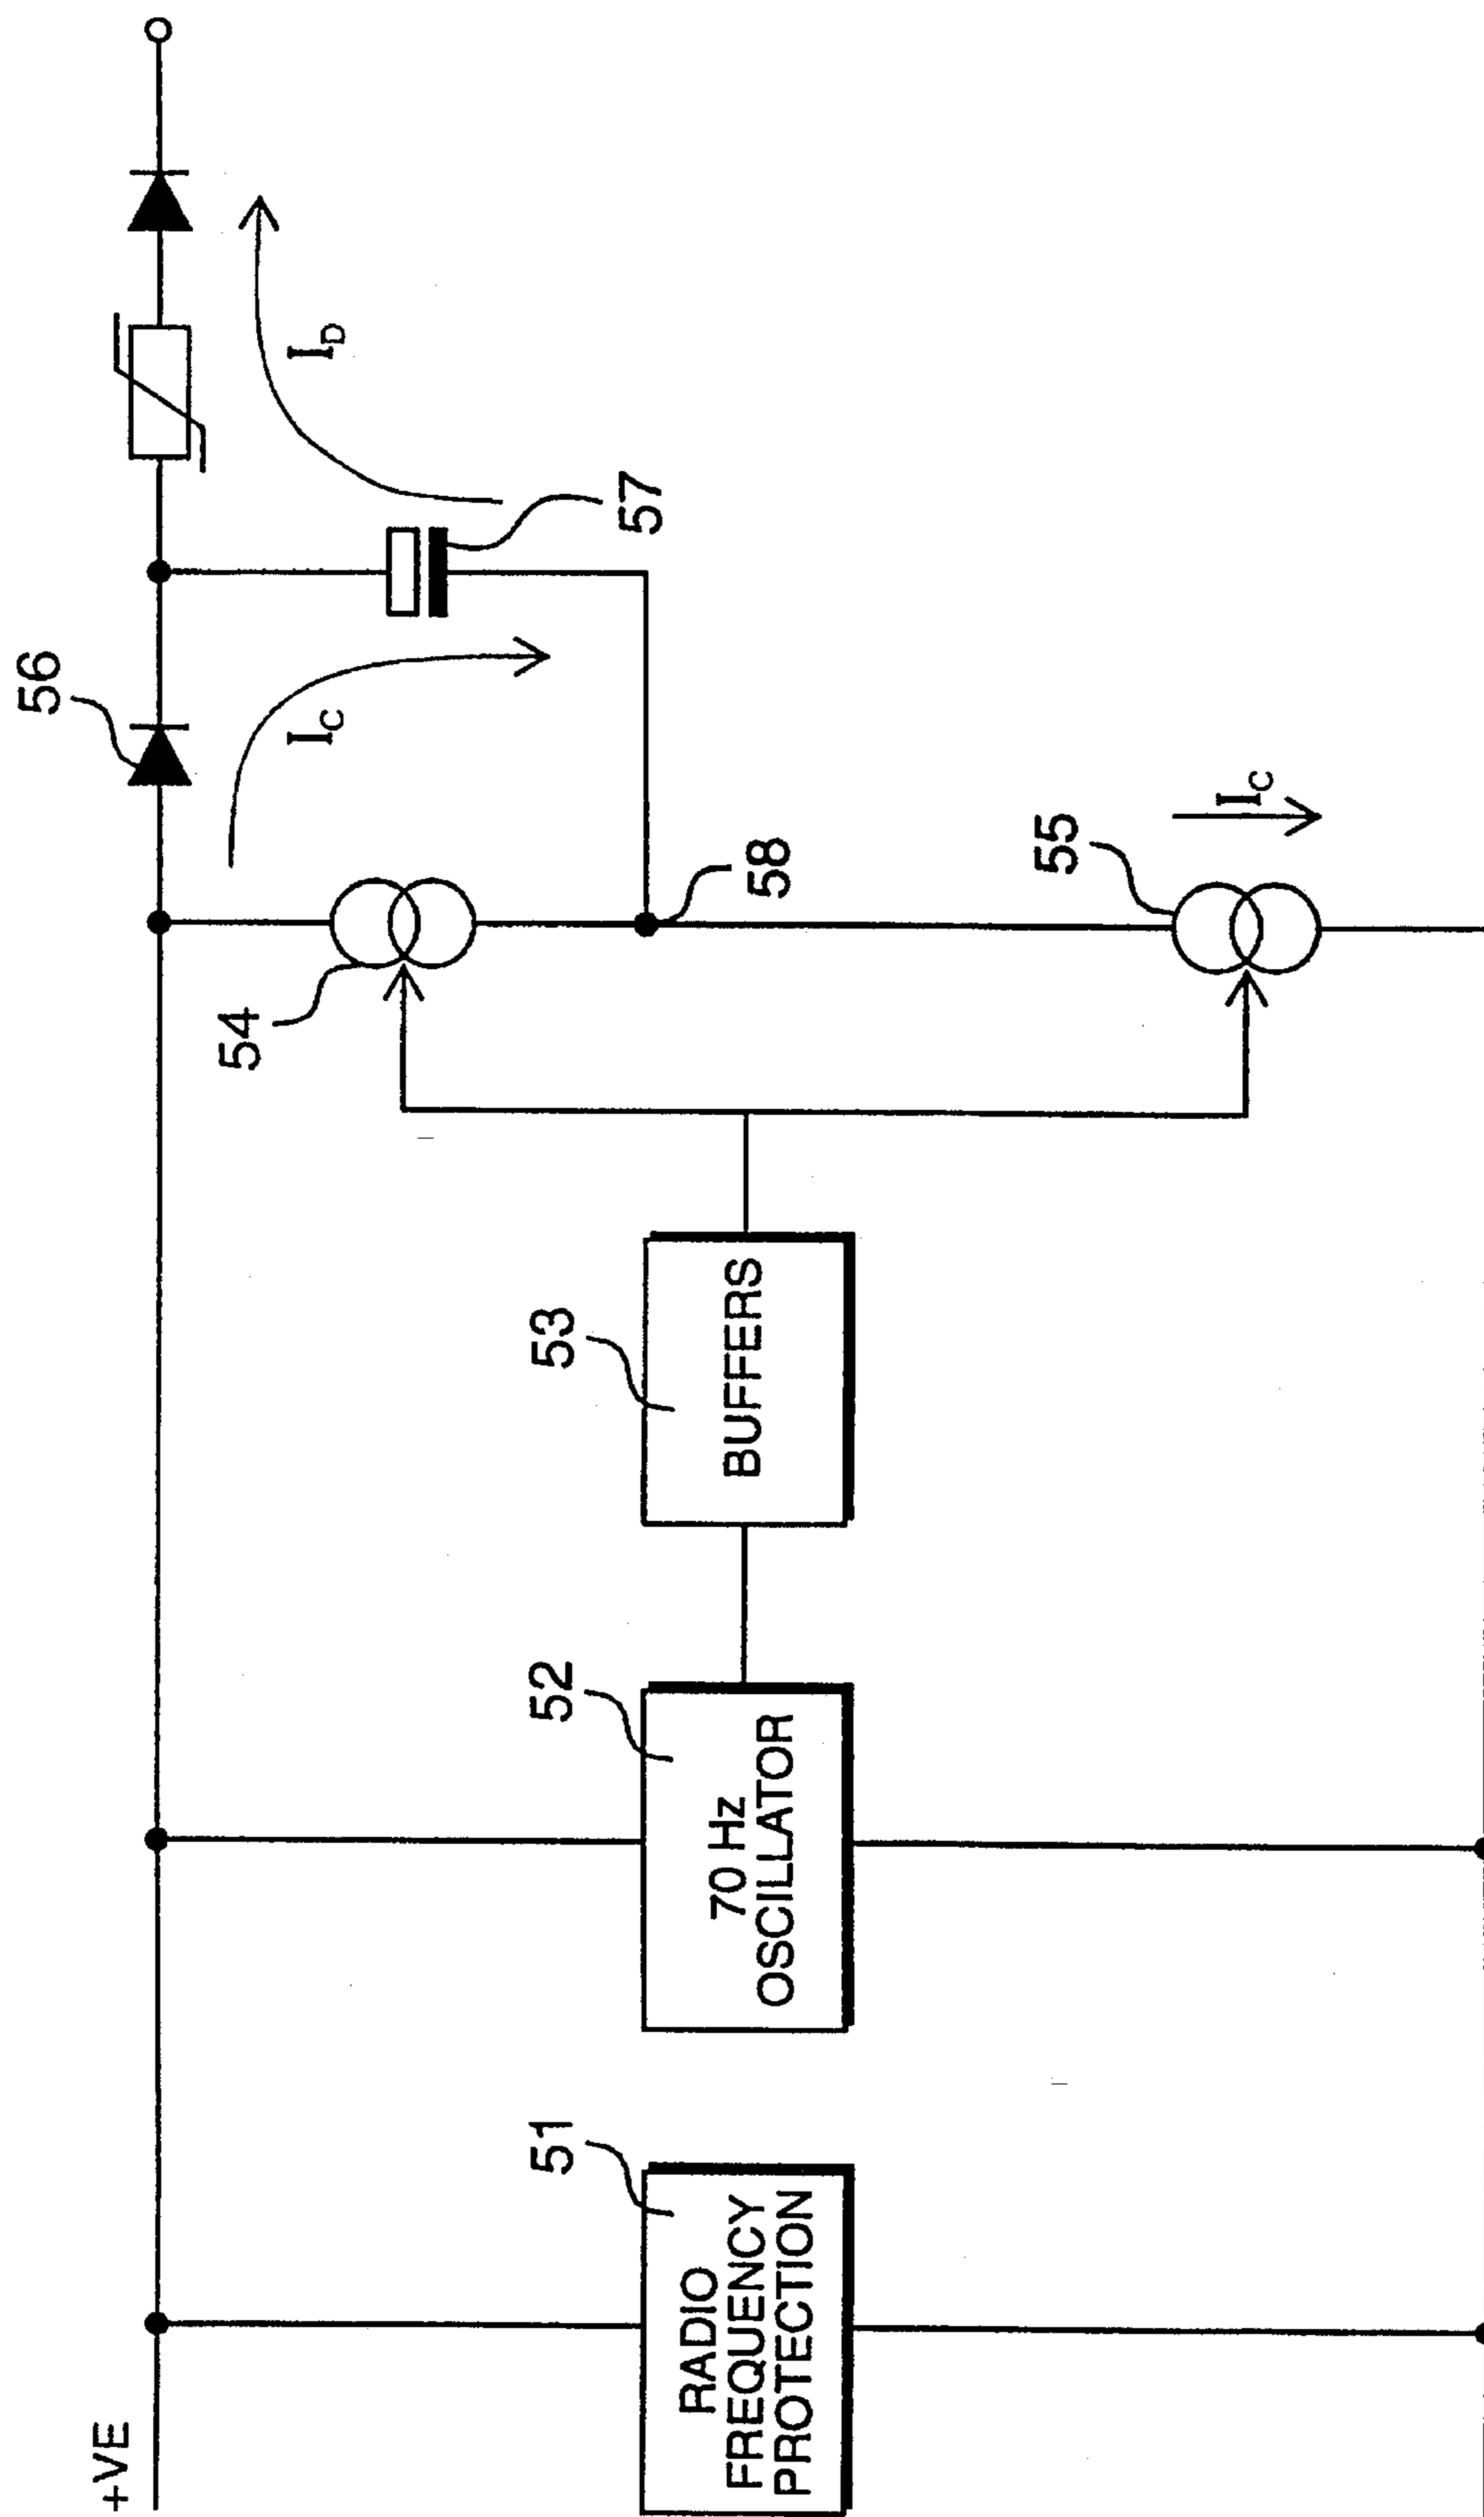 +VE
56
54
I_C
I_D
57
51
RADIO
FREQUENCY
PROTECTION
52
70 Hz
OSCILLATOR
53
BUFFERS
58
55
I_C